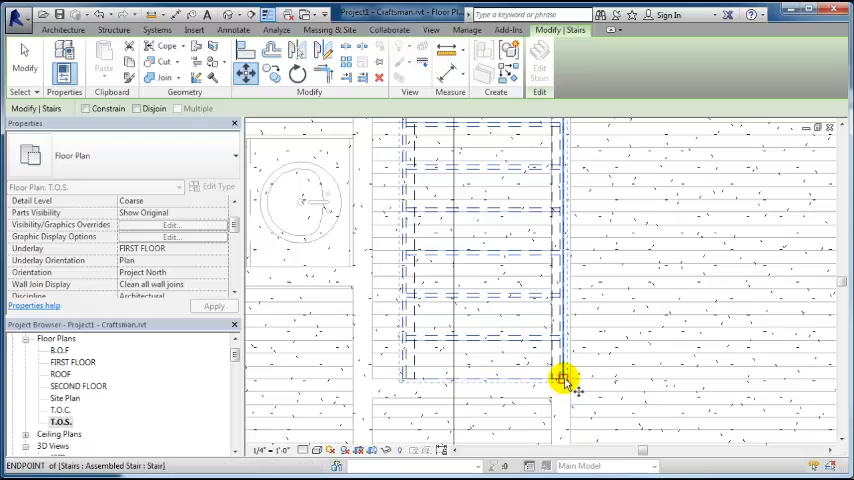 Project1 - Craftsman.rvt - Floor Pl...
Type a keyword or phrase
Sign In
Architecture Structure Systems Insert Annotate Analyze Massing & Site Collaborate View Manage Add-Ins Modify | Stairs
Modify
Paste
Cope
Cut
Join
Edit
Stairs
Select Properties Clipboard Geometry Modify View Measure Create Edit
Modify | Stairs Constrain Disjoin Multiple
Properties
Floor Plan
Floor Plan: T.O.S. Edit Type
Detail Level Coarse
Parts Visibility Show Original
Visibility/Graphics Overrides Edit...
Graphic Display Options Edit...
Underlay FIRST FLOOR
Underlay Orientation Plan
Orientation Project North
Wall Join Display Clean all wall joins
Discipline Architectural
Properties help Apply
Project Browser - Project1 - Craftsman.rvt
Floor Plans
B.O.F
FIRST FLOOR
ROOF
SECOND FLOOR
Site Plan
T.O.C.
T.O.S.
Ceiling Plans
3D Views
1/4" = 1'-0"
ENDPOINT of [Stairs : Assembled Stair : Stair]
:0
Main Model